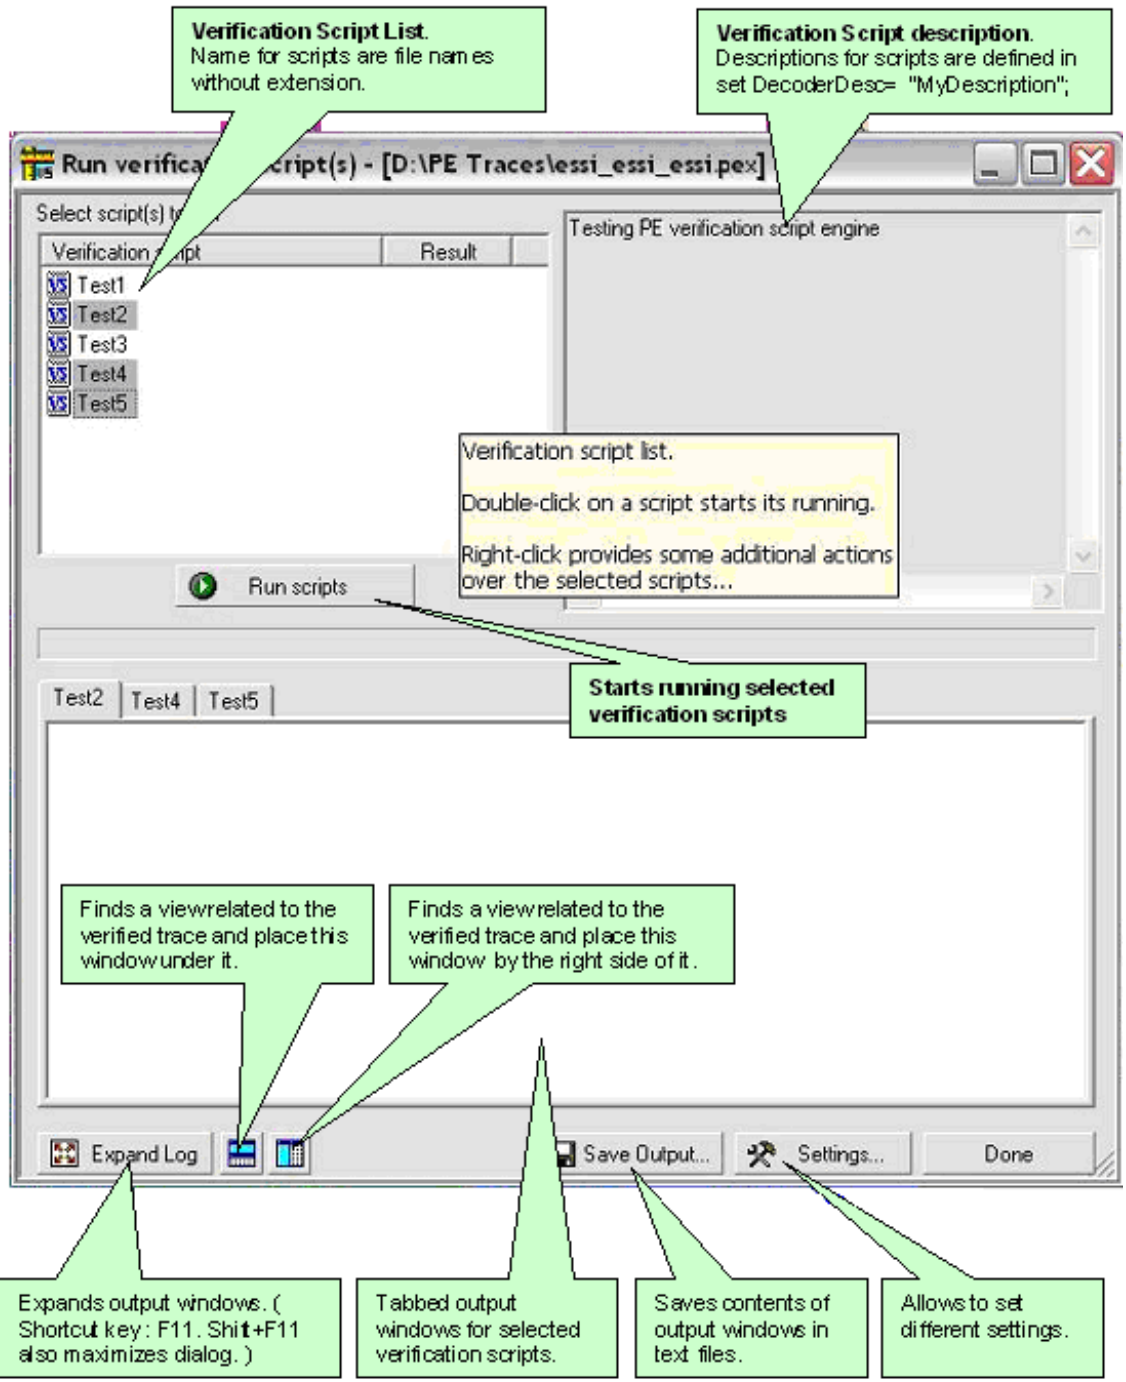 Verification Script List.
Name for scripts are file names
without extension.
Verification Script description.
Descriptions for scripts are defined in
set DecoderDesc= "MyDescription";
Run verifica cript(s) - [D:\PE Traces\essi_essi_essi.pex]
Select script(s) to
Verification ipt Result
Test1
Test2
Test3
Test4
Test5
Testing PE verification script engine
Verification script list.
Double-click on a script starts its running.
Right-click provides some additional actions
over the selected scripts...
Run scripts
Starts running selected
verification scripts
Test2 Test4 Test5
Finds a view related to the
verified trace and place this
window under it.
Finds a view related to the
verified trace and place this
window by the right side of it.
Expand Log Save Output... Settings... Done
Expands output windows. (
Shortcut key: F11. Shift+F11
also maximizes dialog. )
Tabbed output
windows for selected
verification scripts.
Saves contents of
output windows in
text files.
Allows to set
different settings.